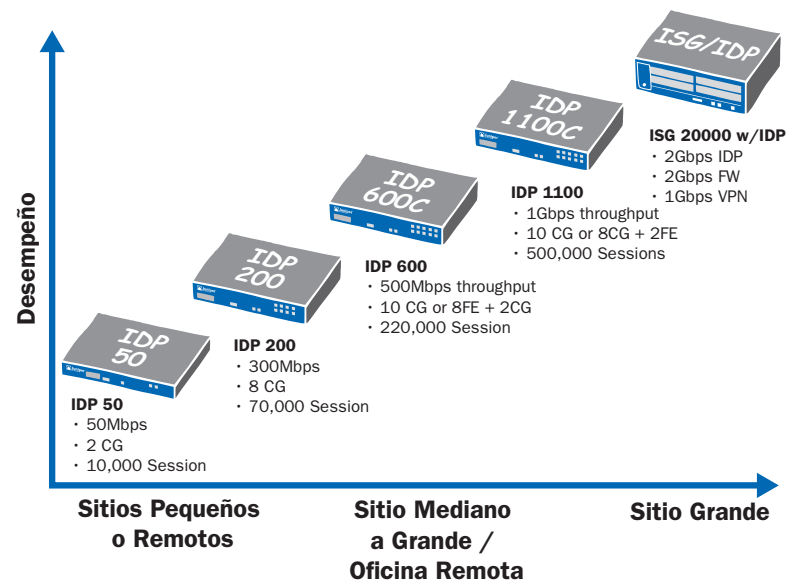 ISG/IDP
IDP
1100C
IDP
600C
IDP
200
IDP
50
Desempeño
ISG 20000 w/IDP
· 2Gbps IDP
· 2Gbps FW
· 1Gbps VPN
IDP 1100
· 1Gbps throughput
· 10 CG or 8CG + 2FE
· 500,000 Sessions
IDP 600
· 500Mbps throughput
· 10 CG or 8FE + 2CG
· 220,000 Session
IDP 200
· 300Mbps
· 8 CG
· 70,000 Session
IDP 50
· 50Mbps
· 2 CG
· 10,000 Session
Sitios Pequeños
o Remotos
Sitio Mediano
a Grande /
Oficina Remota
Sitio Grande